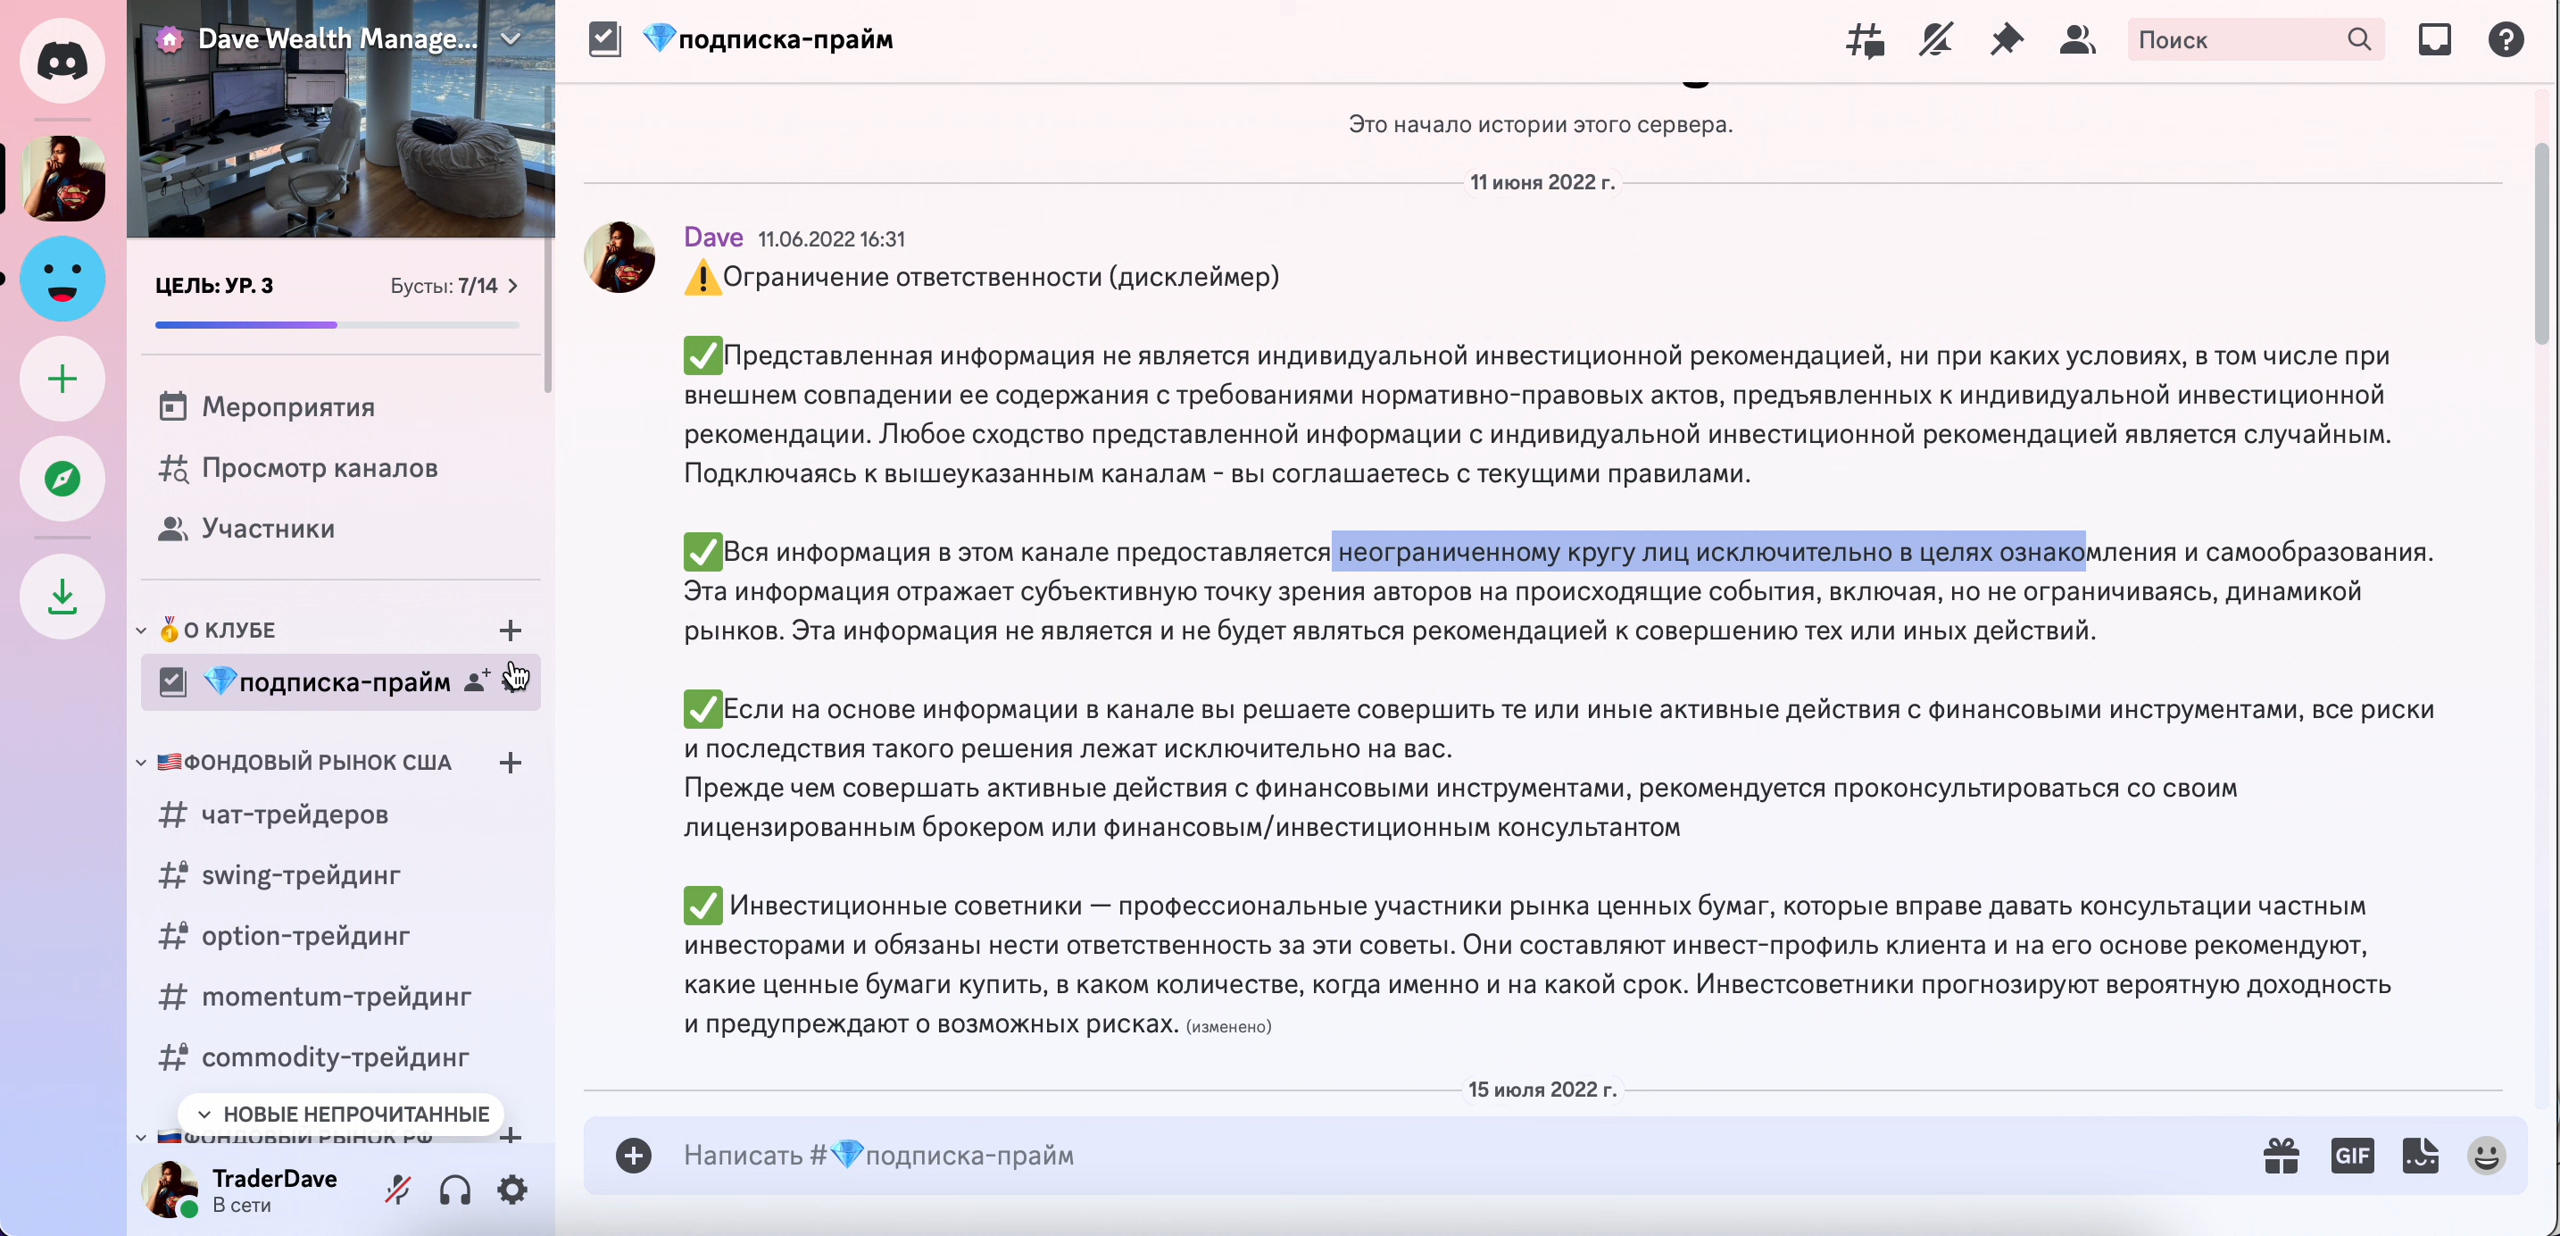 Dave Wealth Manage...
ЦЕЛЬ: УР. 3
Бусты: 7/14
Мероприятия
Просмотр каналов
Участники
О КЛУБЕ
подписка-прайм
ФОНДОВЫЙ РЫНОК США
чат-трейдеров
swing-трейдинг
option-трейдинг
momentum-трейдинг
commodity-трейдинг
НОВЫЕ НЕПРОЧИТАННЫЕ
ФОНДОВЫЙ РЫНОК РФ
TraderDave
В сети
подписка-прайм
Поиск
Это начало истории этого сервера.
11 июня 2022 г.
Dave 11.06.2022 16:31
⚠️Ограничение ответственности (дисклеймер)
✅Представленная информация не является индивидуальной инвестиционной рекомендацией, ни при каких условиях, в том числе при
внешнем совпадении ее содержания с требованиями нормативно-правовых актов, предъявленных к индивидуальной инвестиционной
рекомендации. Любое сходство представленной информации с индивидуальной инвестиционной рекомендацией является случайным.
Подключаясь к вышеуказанным каналам - вы соглашаетесь с текущими правилами.
✅Вся информация в этом канале предоставляется неограниченному кругу лиц исключительно в целях ознакомления и самообразования.
Эта информация отражает субъективную точку зрения авторов на происходящие события, включая, но не ограничиваясь, динамикой
рынков. Эта информация не является и не будет являться рекомендацией к совершению тех или иных действий.
✅Если на основе информации в канале вы решаете совершить те или иные активные действия с финансовыми инструментами, все риски
и последствия такого решения лежат исключительно на вас.
Прежде чем совершать активные действия с финансовыми инструментами, рекомендуется проконсультироваться со своим
лицензированным брокером или финансовым/инвестиционным консультантом
✅ Инвестиционные советники — профессиональные участники рынка ценных бумаг, которые вправе давать консультации частным
инвесторами и обязаны нести ответственность за эти советы. Они составляют инвест-профиль клиента и на его основе рекомендуют,
какие ценные бумаги купить, в каком количестве, когда именно и на какой срок. Инвестсоветники прогнозируют вероятную доходность
и предупреждают о возможных рисках. (изменено)
15 июля 2022 г.
Написать #💎подписка-прайм
GIF